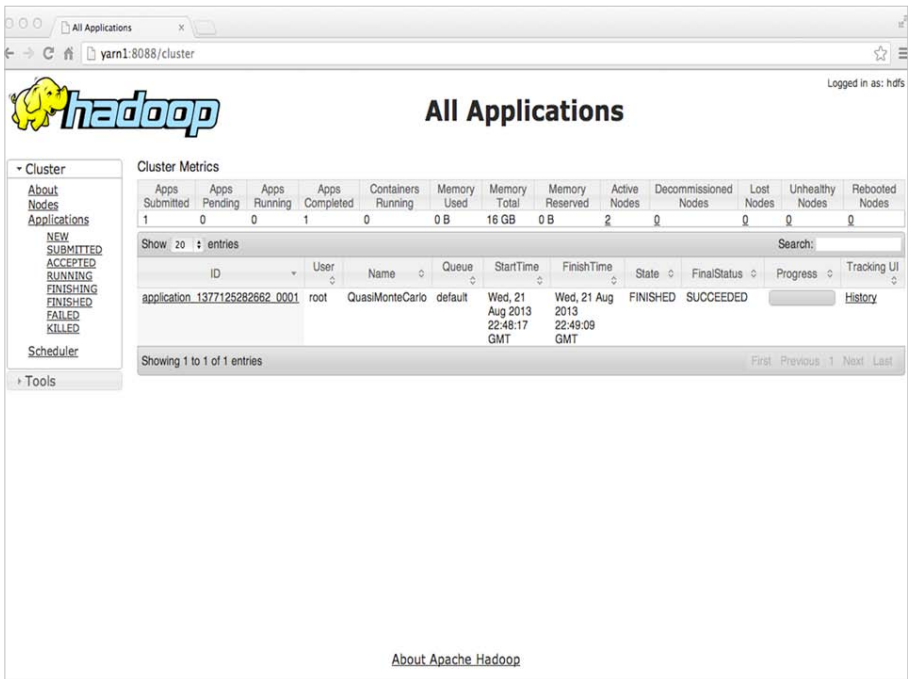 All Applications
yarn1:8088/cluster
Logged in as: hdfs
hadoop
All Applications
Cluster
About
Nodes
Applications
NEW
SUBMITTED
ACCEPTED
RUNNING
FINISHING
FINISHED
FAILED
KILLED
Scheduler
Tools
Cluster Metrics
Apps Submitted Apps Pending Apps Running Apps Completed Containers Running Memory Used Memory Total Memory Reserved Active Nodes Decommissioned Nodes Lost Nodes Unhealthy Nodes Rebooted Nodes
1 0 0 1 0 0 B 16 GB 0 B 2 0 0 0 0
Show 20 entries Search:
ID User Name Queue StartTime FinishTime State FinalStatus Progress Tracking UI
application_1377125282662_0001 root QuasiMonteCarlo default Wed, 21 Aug 2013 22:48:17 GMT Wed, 21 Aug 2013 22:49:09 GMT FINISHED SUCCEEDED History
Showing 1 to 1 of 1 entries First Previous 1 Next Last
About Apache Hadoop